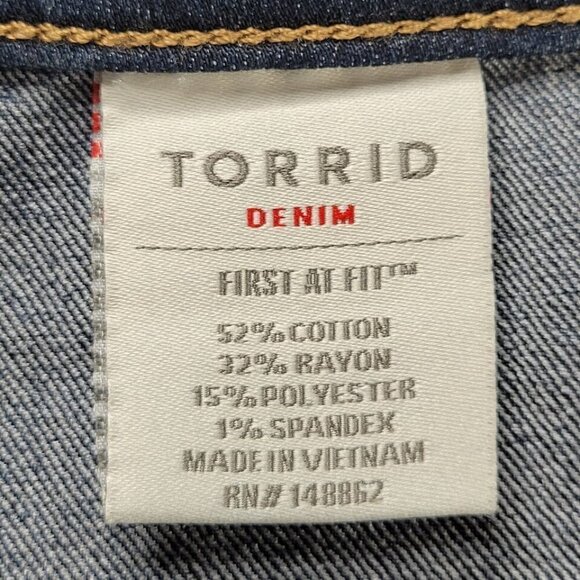 TORRID
DENIM
FIRST AT FIT™
52% COTTON
32% RAYON
15% POLYESTER
1% SPANDEX
MADE IN VIETNAM
RN# 148862